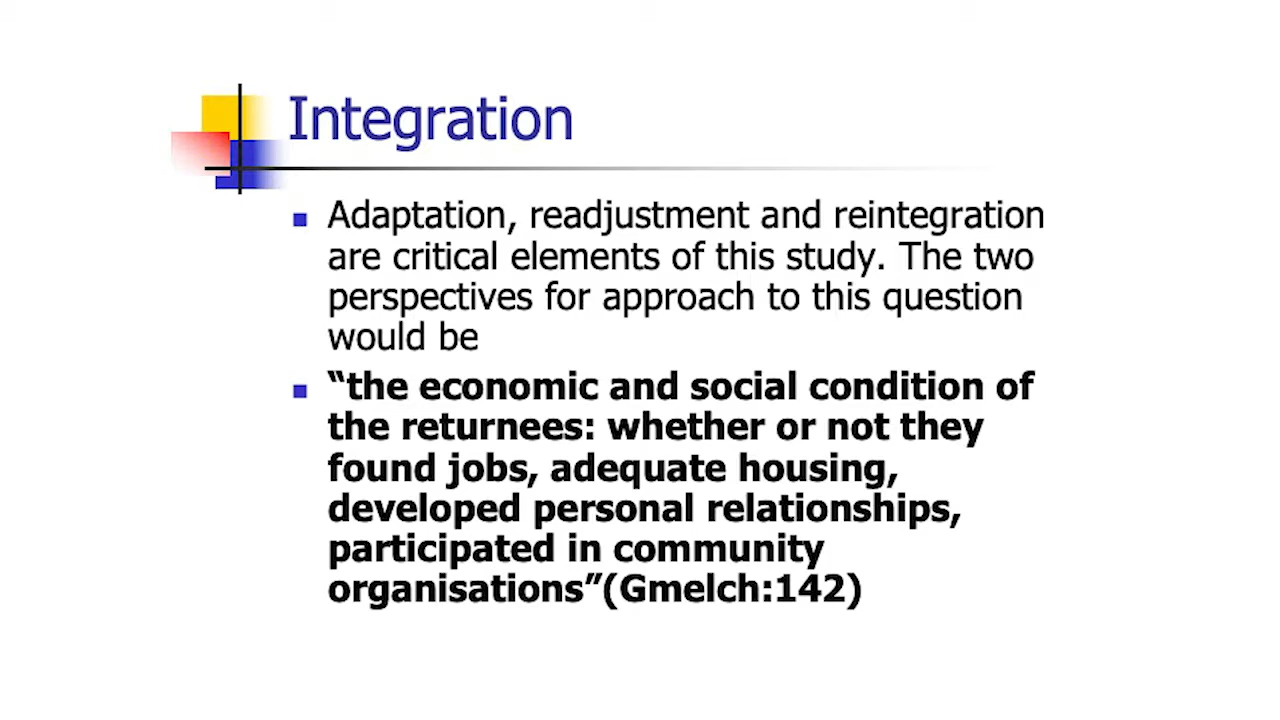 Integration
Adaptation, readjustment and reintegration
are critical elements of this study. The two
perspectives for approach to this question
would be
“the economic and social condition of
the returnees: whether or not they
found jobs, adequate housing,
developed personal relationships,
participated in community
organisations”(Gmelch:142)